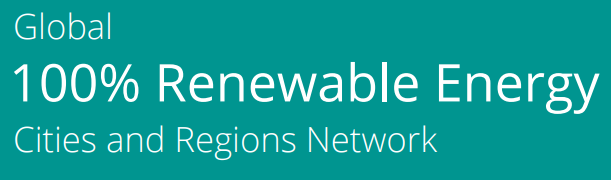 Global
100% Renewable Energy
Cities and Regions Network